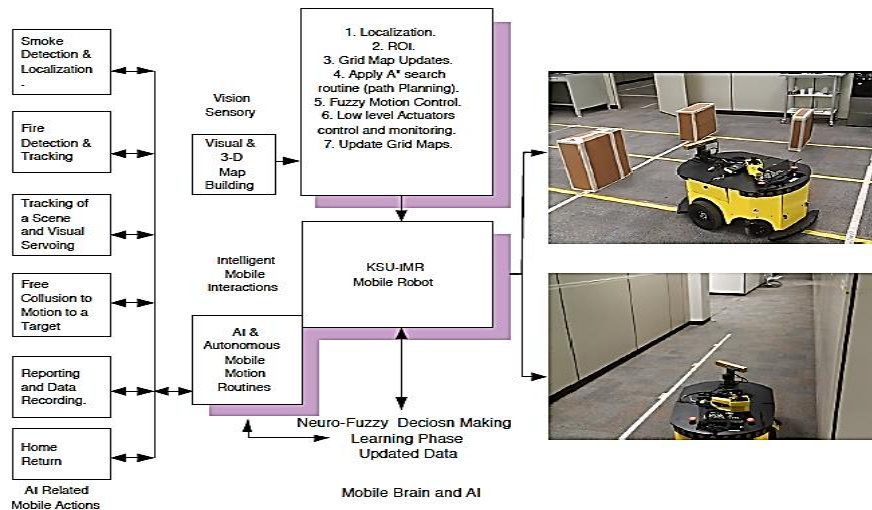 Smoke
Detection &
Localization
.
Fire
Detection &
Tracking
Tracking of
a Scene
and Visual
Servoing
Free
Collusion to
Motion to a
Target
Reporting
and Data
Recording.
Home
Return
AI Related
Mobile Actions
Vision
Sensory
Visual &
3-D
Map
Building
Intelligent
Mobile
Interactions
AI &
Autonomous
Mobile
Motion
Routines
1. Localization.
2. ROI.
3. Grid Map Updates.
4. Apply A* search
routine (path Planning).
5. Fuzzy Motion Control.
6. Low level Actuators
control and monitoring.
7. Update Grid Maps.
KSU-IMR
Mobile Robot
Neuro-Fuzzy Deciosn Making
Learning Phase
Updated Data
Mobile Brain and AI